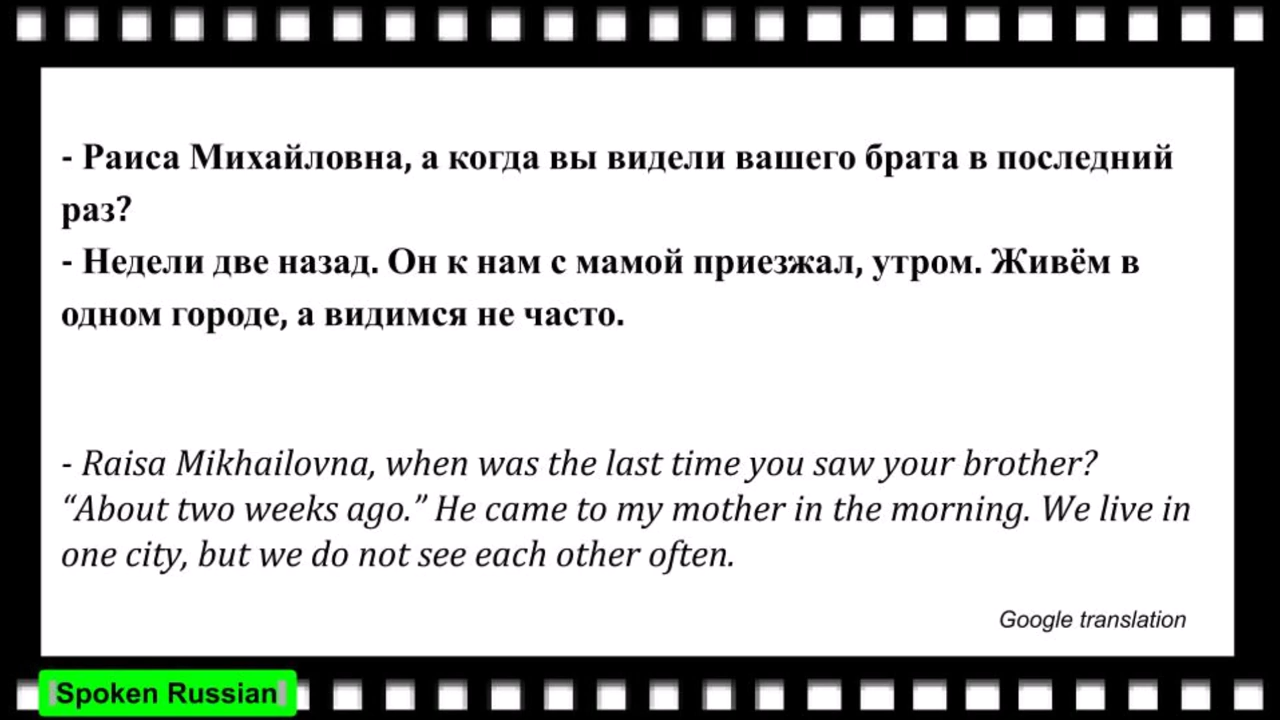 - Раиса Михайловна, а когда вы видели вашего брата в последний
раз?
- Недели две назад. Он к нам с мамой приезжал, утром. Живём в
одном городе, а видимся не часто.
- Raisa Mikhailovna, when was the last time you saw your brother?
“About two weeks ago.” He came to my mother in the morning. We live in
one city, but we do not see each other often.
Google translation
Spoken Russian